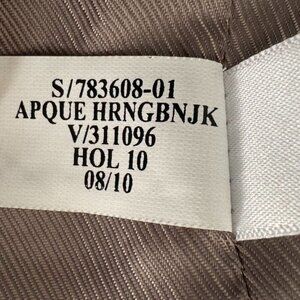 S/783608-01
APQUE HRNGBNJK
V/311096
HOL 10
08/10